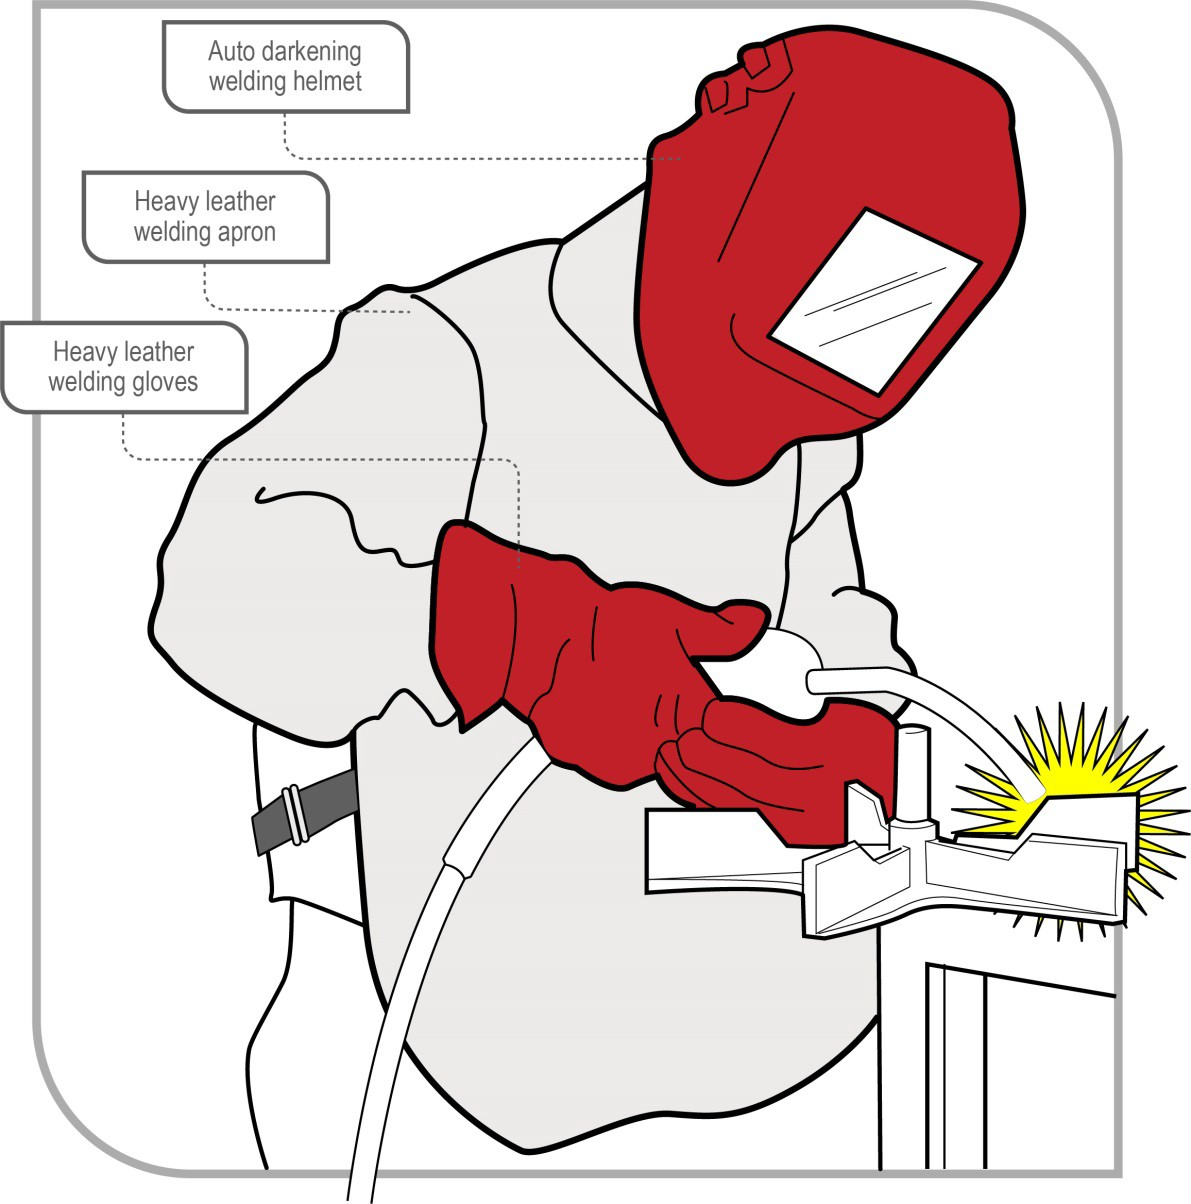 Auto darkening
welding helmet
Heavy leather
welding apron
Heavy leather
welding gloves